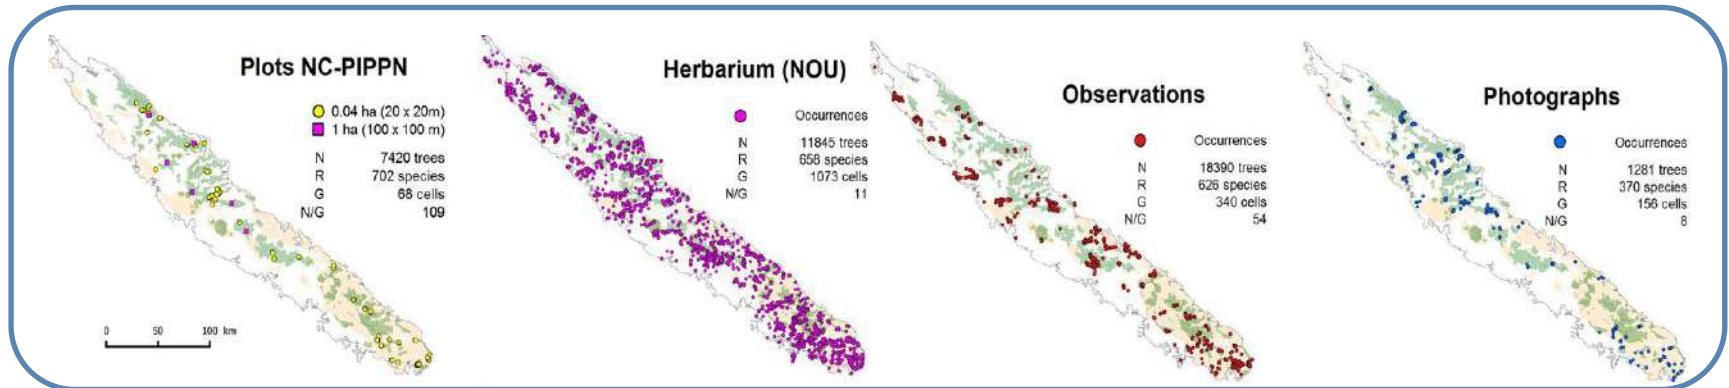 Plots NC-PIPPN
0.04 ha (20 x 20m)
1 ha (100 x 100 m)
N 7420 trees
R 702 species
G 68 cells
N/G 109
0 50 100 km
Herbarium (NOU)
Occurrences
N 11845 trees
R 658 species
G 1073 cells
N/G 11
Observations
Occurrences
N 18390 trees
R 626 species
G 340 cells
N/G 54
Photographs
Occurrences
N 1281 trees
R 370 species
G 156 cells
N/G 8